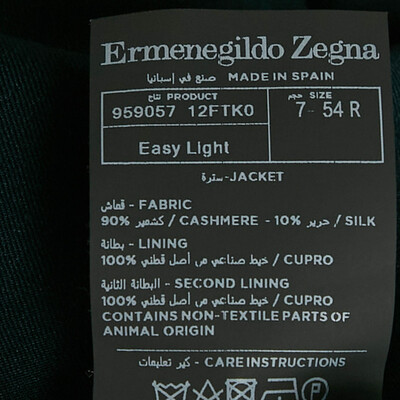 Ermenegildo Zegna
صنع في إسبانيا MADE IN SPAIN
نتاج PRODUCT
959057 12FTK0
حجم SIZE
7 54 R
Easy Light
سترة-JACKET
قماش - FABRIC
90% كشمير / CASHMERE - 10% حرير / SILK
بطانة - LINING
100% خيط صناعي من أصل قطني / CUPRO
البطانة الثانية - SECOND LINING
100% خيط صناعي من أصل قطني / CUPRO
CONTAINS NON-TEXTILE PARTS OF
ANIMAL ORIGIN
كير تعليمات - CARE INSTRUCTIONS
P